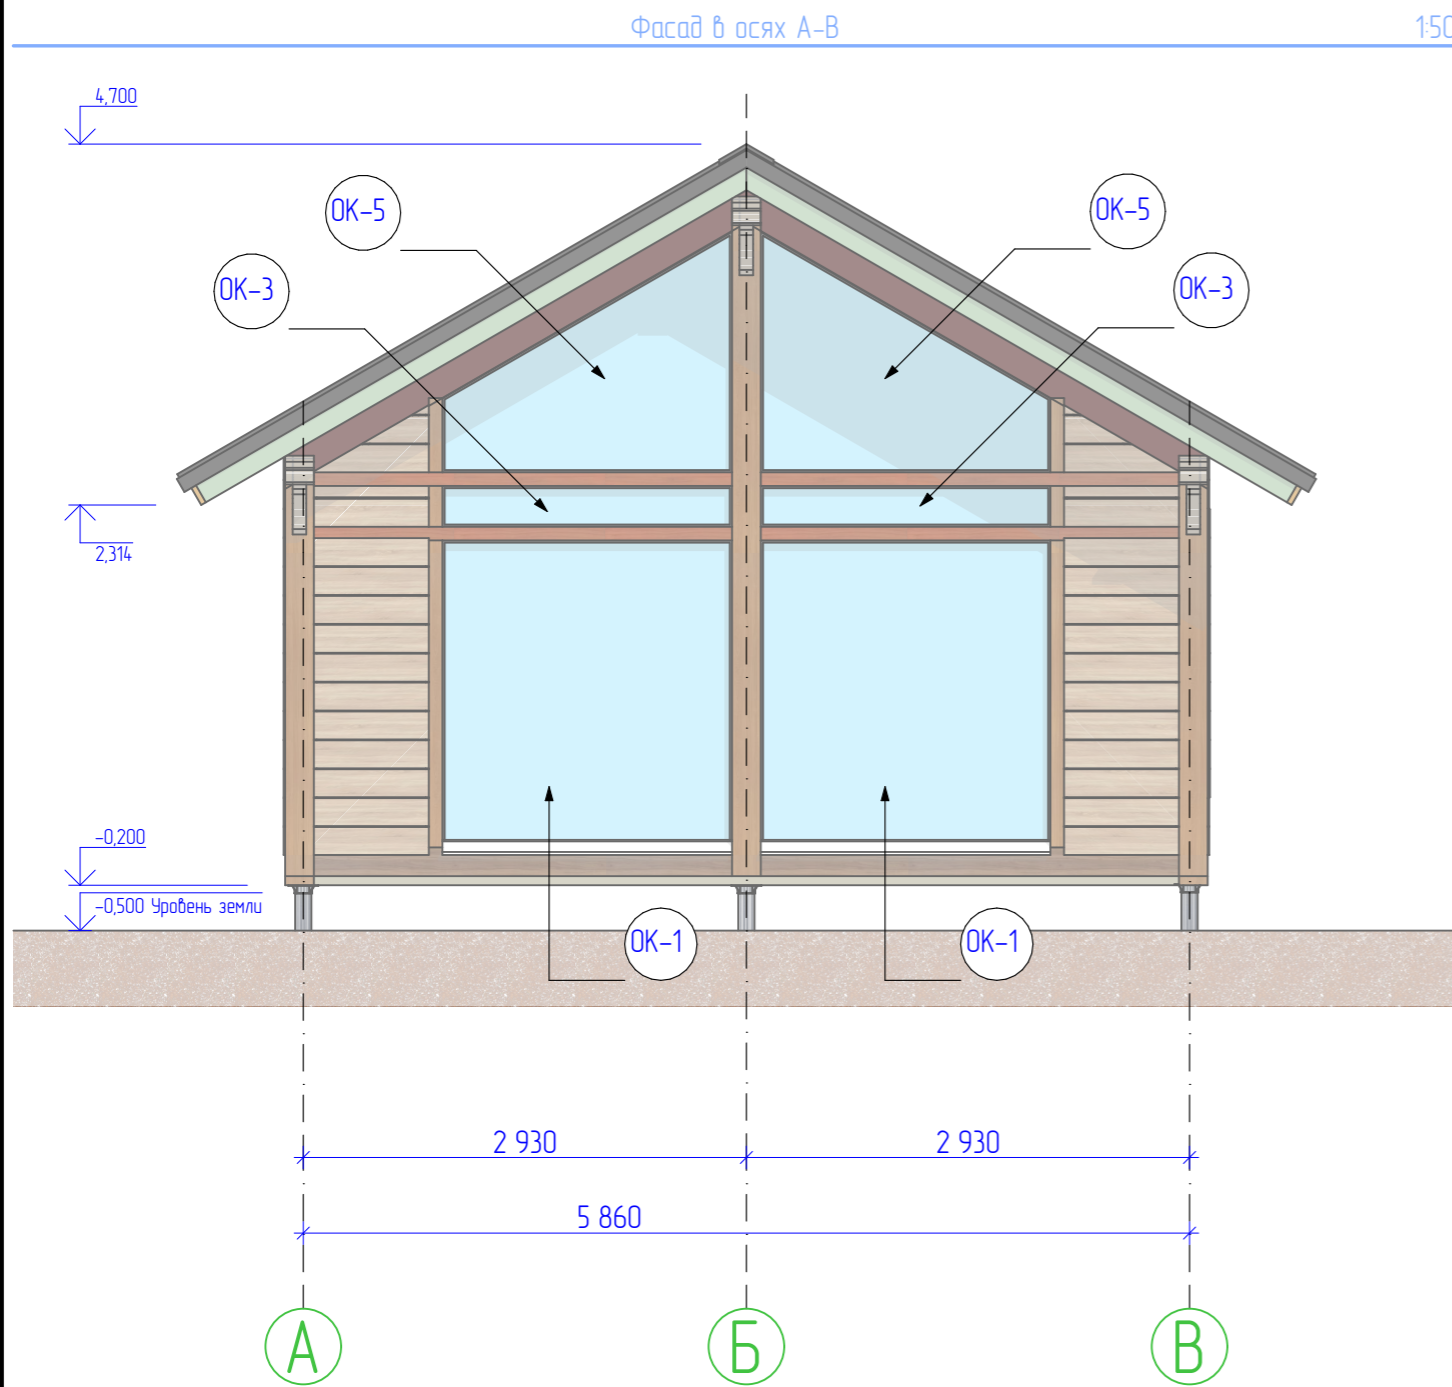 Фасад в осях А-В
1:50
4,700
ОК-5
ОК-5
ОК-3
ОК-3
2,314
-0,200
-0,500 Уровень земли
ОК-1
ОК-1
2 930
2 930
5 860
А
Б
В